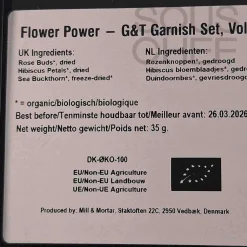 Flower Power – G&T Garnish Set, Vol
UK Ingredients:
Rose Buds*, dried
Hibiscus Petals*, dried
Sea Buckthorn*, freeze-dried*
NL Ingredienten:
Rozenknoppen*, gedroogd
Hibiscus bloemblaadjes*, gedroogd
Duindoornbes*, gevriesdroogd
* = organic/biologisch/biologique
Best before/Tenminste houdbaar tot/Meilleur avant: 26.03.2026
Net weight/Netto gewicht/Poids net: 35 g.
DK-ØKO-100
EU/Non-EU Agriculture
EU/Non-EU Landbouw
UE/Non-UE Agriculture
Produced by: Mill & Mortar, Staktoften 22C, 2950 Vedbæk, Denmark